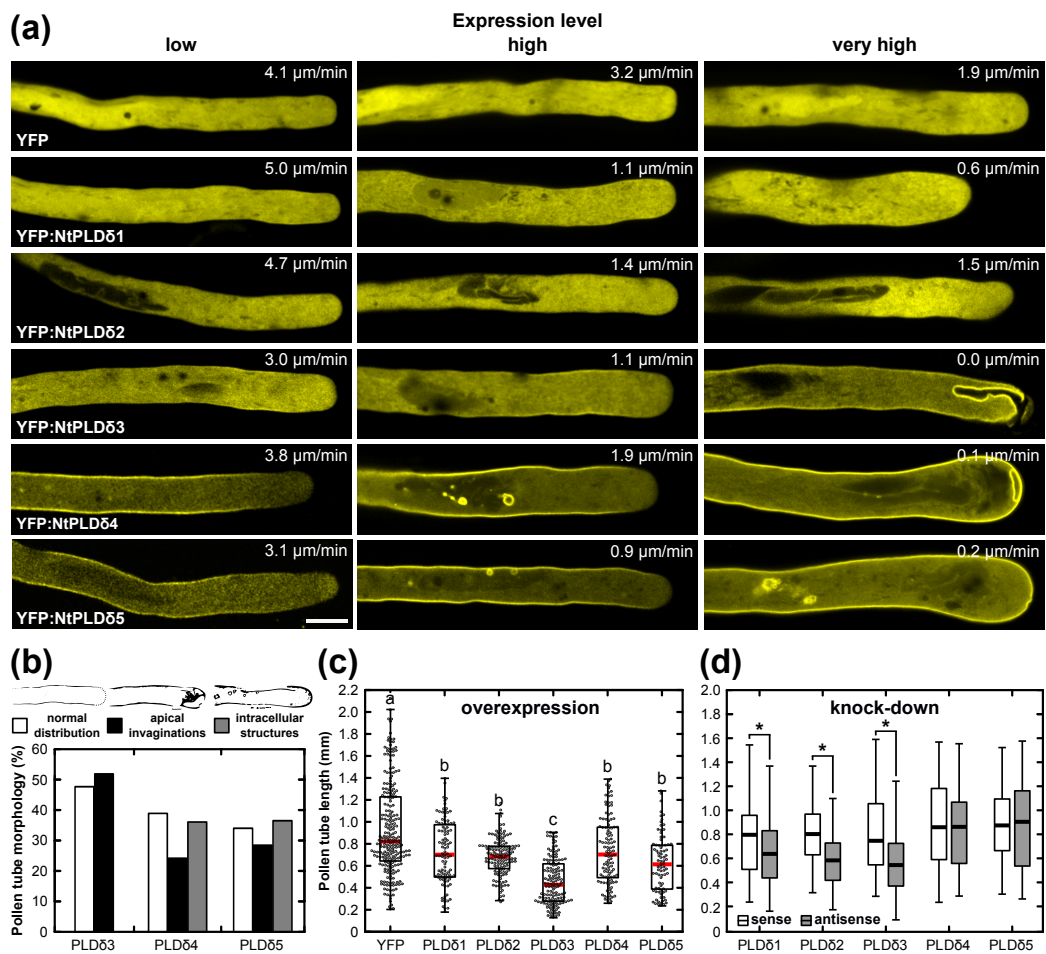 (a)
Expression level
low high very high
4.1 µm/min 3.2 µm/min 1.9 µm/min
YFP
5.0 µm/min 1.1 µm/min 0.6 µm/min
YFP:NtPLDδ1
4.7 µm/min 1.4 µm/min 1.5 µm/min
YFP:NtPLDδ2
3.0 µm/min 1.1 µm/min 0.0 µm/min
YFP:NtPLDδ3
3.8 µm/min 1.9 µm/min 0.1 µm/min
YFP:NtPLDδ4
3.1 µm/min 0.9 µm/min 0.2 µm/min
YFP:NtPLDδ5
(b)
normal distribution
apical invaginations
intracellular structures
Pollen tube morphology (%)
60
50
40
30
20
10
0
PLDδ3 PLDδ4 PLDδ5
(c)
overexpression
Pollen tube length (mm)
2.2
2.0
1.8
1.6
1.4
1.2
1.0
0.8
0.6
0.4
0.2
0
a b b c b b
YFP PLDδ1 PLDδ2 PLDδ3 PLDδ4 PLDδ5
(d)
knock-down
2.0
1.8
1.6
1.4
1.2
1.0
0.8
0.6
0.4
0.2
0
* * *
sense antisense
PLDδ1 PLDδ2 PLDδ3 PLDδ4 PLDδ5